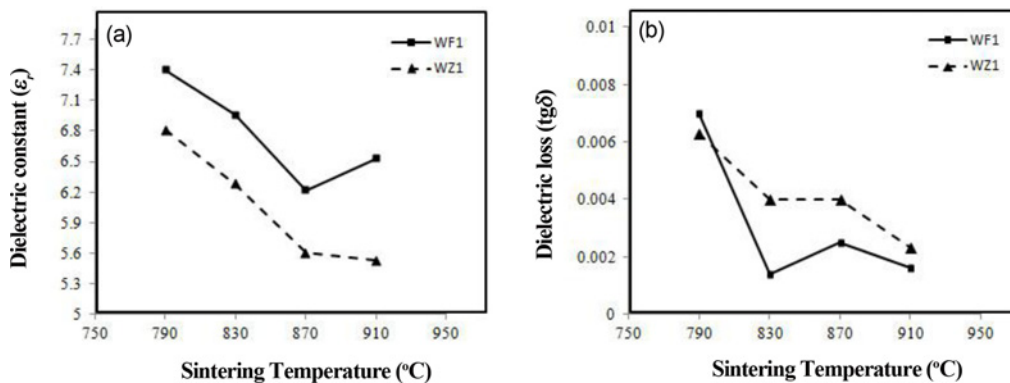 (a)
WF1
WZ1
Dielectric constant (εr)
7.7
7.4
7.1
6.8
6.5
6.2
5.9
5.6
5.3
5
750 790 830 870 910 950
Sintering Temperature (°C)
(b)
WF1
WZ1
Dielectric loss (tgδ)
0.01
0.008
0.006
0.004
0.002
0
750 790 830 870 910 950
Sintering Temperature (°C)